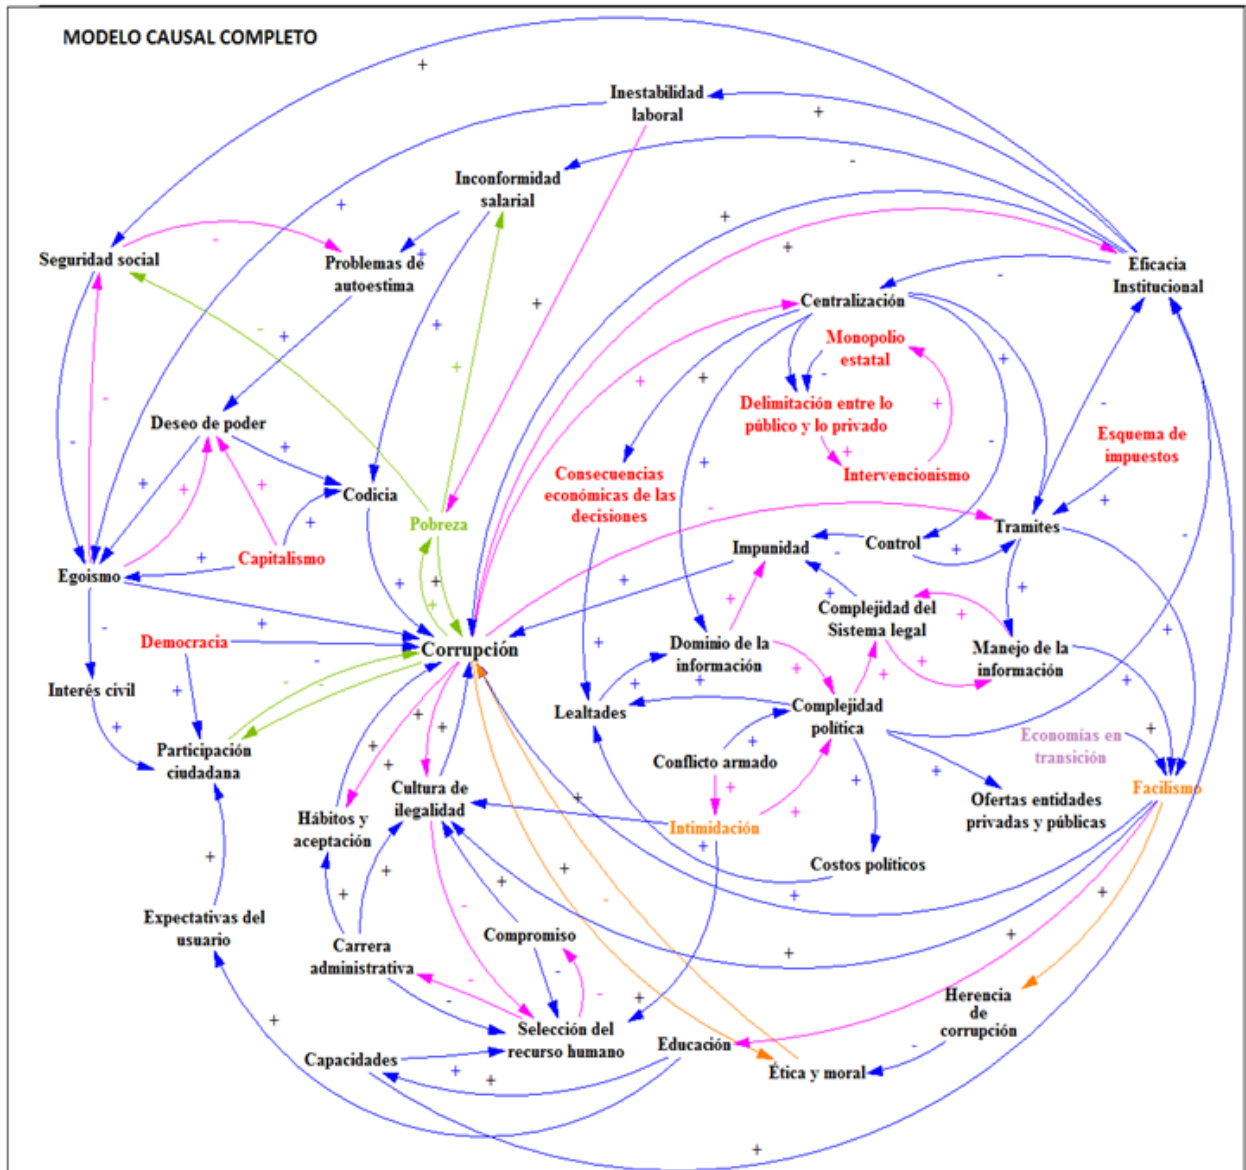 MODELO CAUSAL COMPLETO
Inestabilidad
laboral
Inconformidad
salarial
Seguridad social
Problemas de
autoestima
Eficacia
Institucional
Centralización
Monopolio
estatal
Delimitación entre lo
público y lo privado
Deseo de poder
Esquema de
impuestos
Consecuencias
económicas de las
decisiones
Intervencionismo
Codicia
Pobreza
Tramites
Impunidad
Control
Capitalismo
Egoismo
Complejidad del
Sistema legal
Democracia
Corrupción
Dominio de la
información
Manejo de la
información
Interés civil
Lealtades
Complejidad
política
Participación
ciudadana
Conflicto armado
Economías en
transición
Cultura de
ilegalidad
Facilismo
Hábitos y
aceptación
Intimidación
Ofertas entidades
privadas y públicas
Costos políticos
Expectativas del
usuario
Compromiso
Carrera
administrativa
Herencia
de
corrupción
Selección del
recurso humano
Educación
Capacidades
Ética y moral